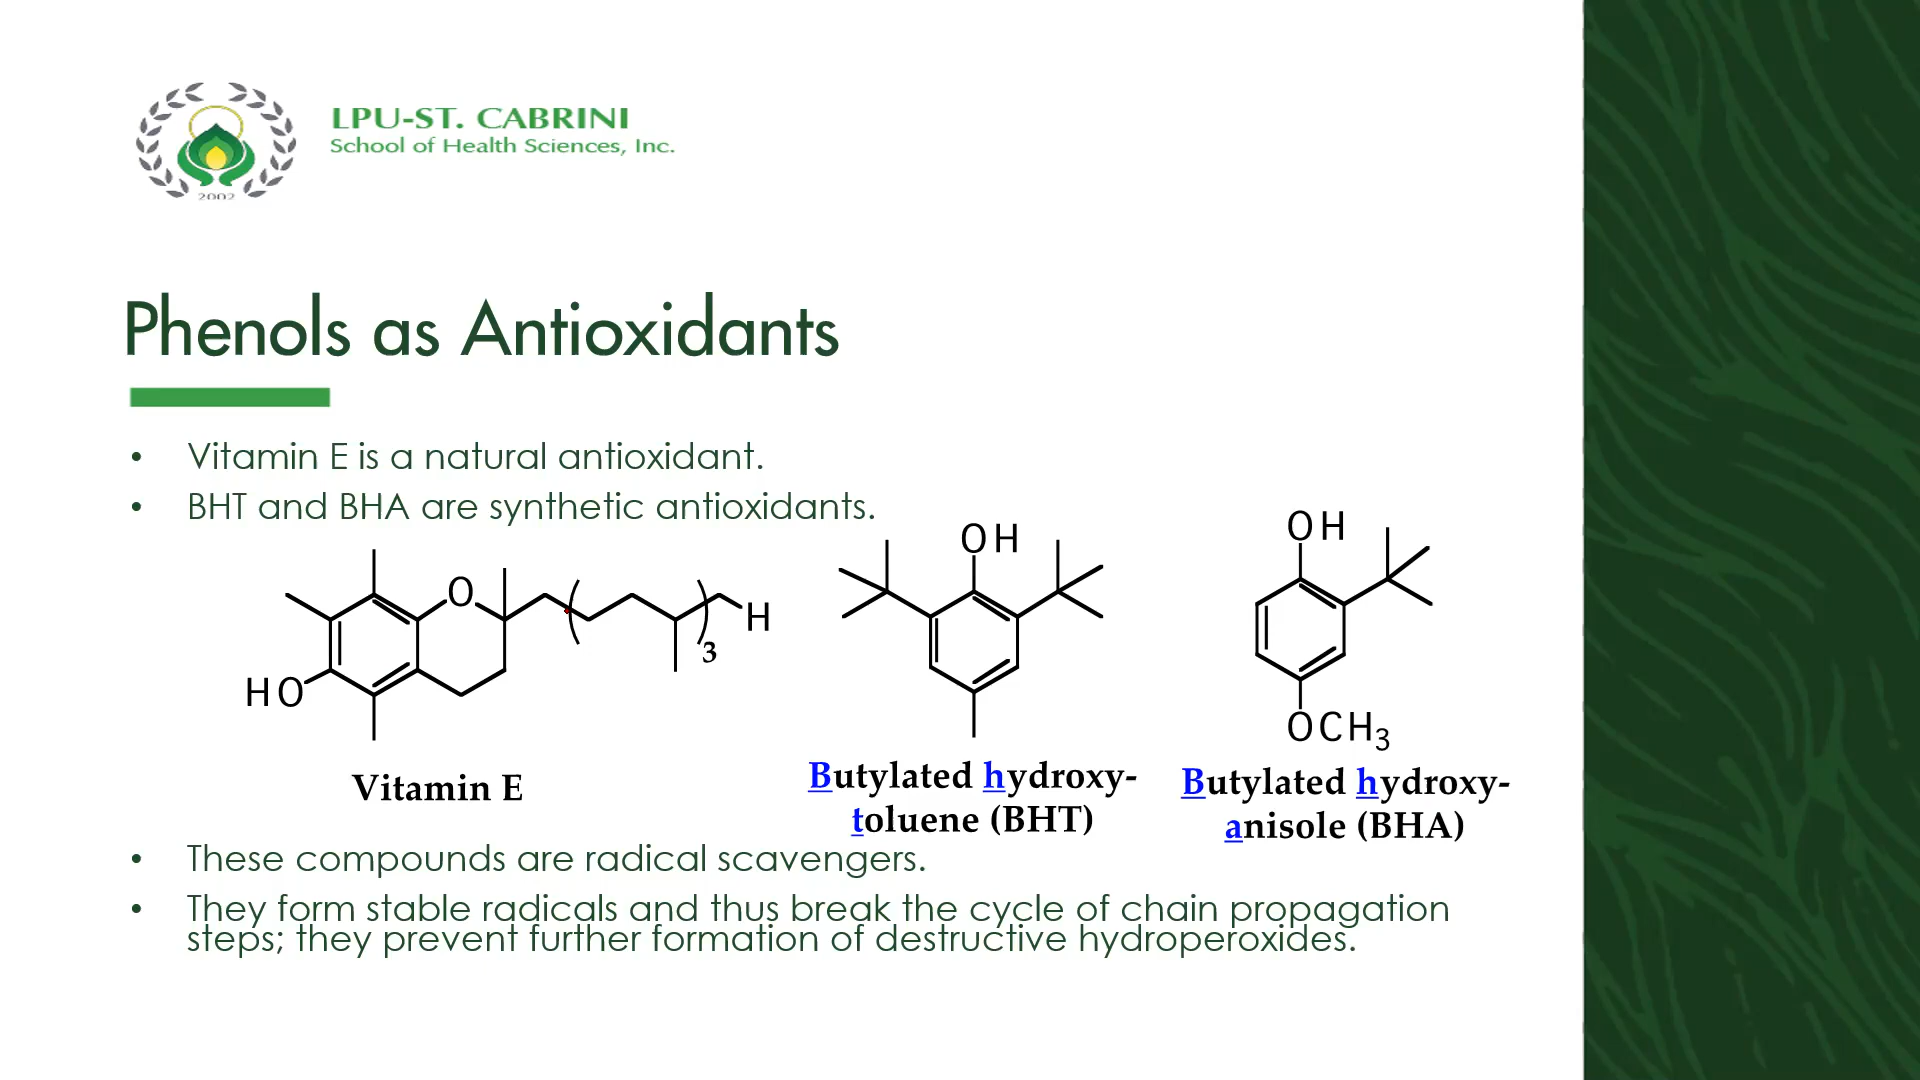 LPU-ST. CABRINI
School of Health Sciences, Inc.
2002
Phenols as Antioxidants
• Vitamin E is a natural antioxidant.
• BHT and BHA are synthetic antioxidants.
O
H
3
HO
Vitamin E
OH
Butylated hydroxy-
toluene (BHT)
OH
OCH3
Butylated hydroxy-
anisole (BHA)
• These compounds are radical scavengers.
• They form stable radicals and thus break the cycle of chain propagation
steps; they prevent further formation of destructive hydroperoxides.